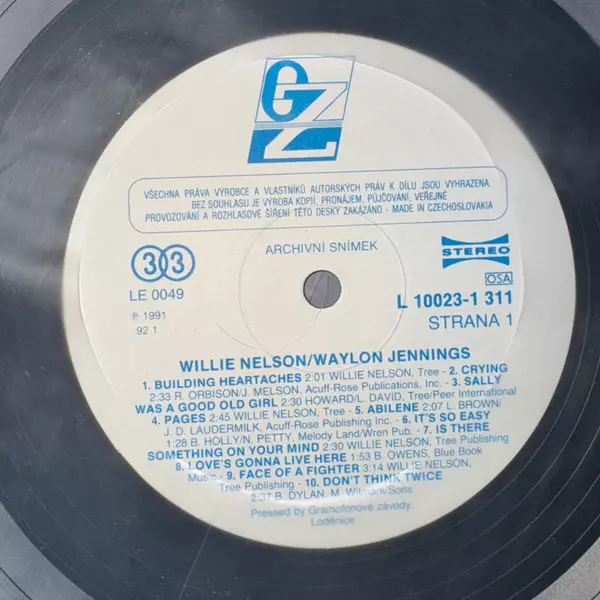 GZ
L
VŠECHNA PRÁVA VÝROBCE A VLASTNÍKŮ AUTORSKÝCH PRÁV K DÍLU JSOU VYHRAZENA.
BEZ SOUHLASU JE VÝROBA KOPIÍ, PRONÁJEM, PŮJČOVÁNÍ, VEŘEJNÉ
PROVOZOVÁNÍ A ROZHLASOVÉ ŠÍŘENÍ TÉTO DESKY ZAKÁZÁNO - MADE IN CZECHOSLOVAKIA
ARCHIVNÍ SNÍMEK
STEREO
33
OSA
LE 0049
L 10023-1 311
℗ 1991
92 1
STRANA 1
WILLIE NELSON/WAYLON JENNINGS
1. BUILDING HEARTACHES 2:01 WILLIE NELSON, Tree - 2. CRYING
2:33 R. ORBISON/J. MELSON, Acuff-Rose Publications, Inc. - 3. SALLY
WAS A GOOD OLD GIRL 2:30 HOWARD/L. DAVID, Tree/Peer International
4. PAGES 2:45 WILLIE NELSON, Tree - 5. ABILENE 2:07 L. BROWN/
J. D. LAUDERMILK, Acuff-Rose Publishing Inc. - 6. IT'S SO EASY
1:28 B. HOLLY/N. PETTY, Melody Land/Wren Pub. - 7. IS THERE
SOMETHING ON YOUR MIND 2:30 WILLIE NELSON, Tree Publishing
8. LOVE'S GONNA LIVE HERE 1:53 B. OWENS, Blue Book
Music - 9. FACE OF A FIGHTER 3:14 WILLIE NELSON,
Tree Publishing - 10. DON'T THINK TWICE
2:37 B. DYLAN, M. Witmark/Sons
Pressed by Gramofonové závody,
Loděnice